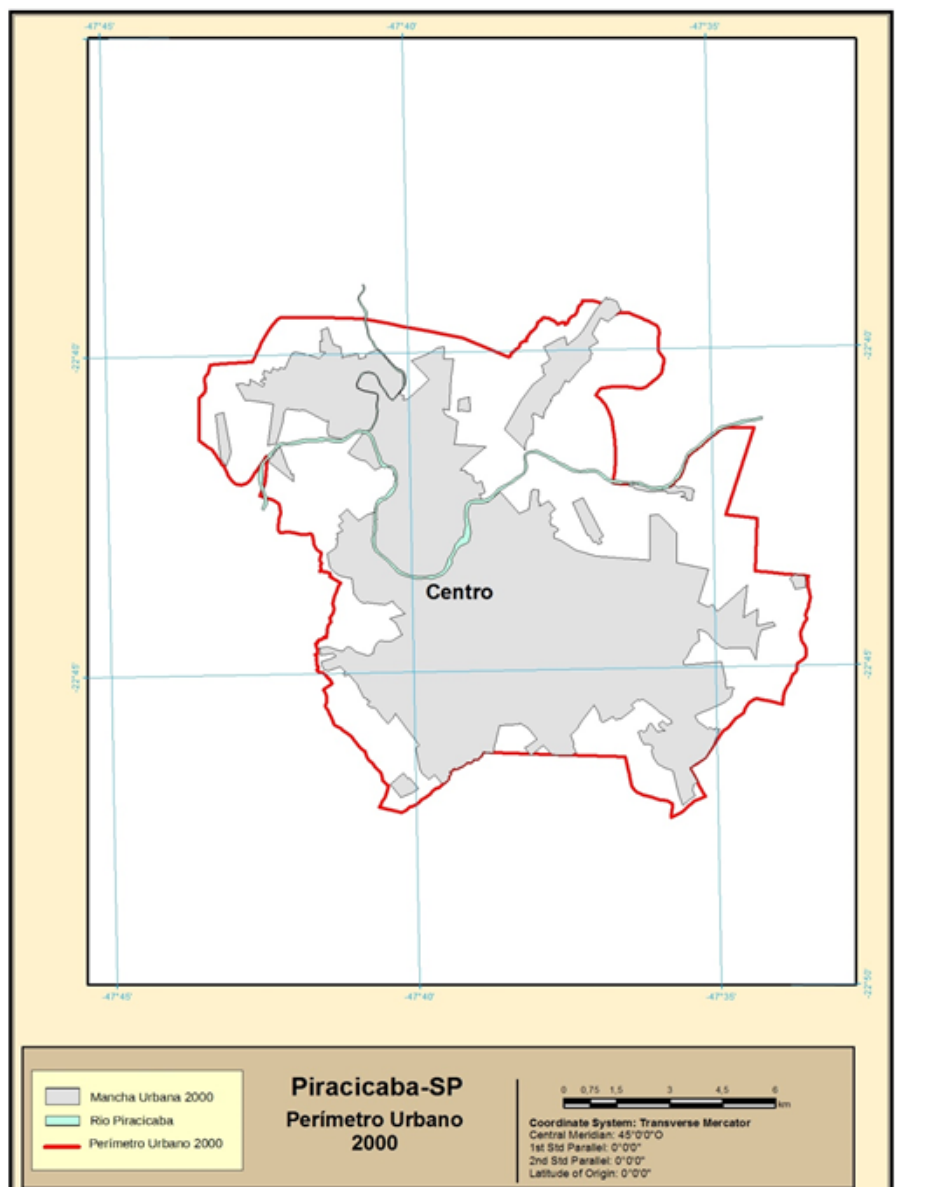 -47°45'
-47°40'
-47°35'
-22°40'
-22°40'
Centro
-22°45'
-22°45'
-22°50'
-47°45'
-47°40'
-47°35'
Mancha Urbana 2000
Rio Piracicaba
Perímetro Urbano 2000
Piracicaba-SP
Perímetro Urbano
2000
0 0,75 1,5 3 4,5 6
km
Coordinate System: Transverse Mercator
Central Meridian: 45°0'0"O
1st Std Parallel: 0°0'0"
2nd Std Parallel: 0°0'0"
Latitude of Origin: 0°0'0"